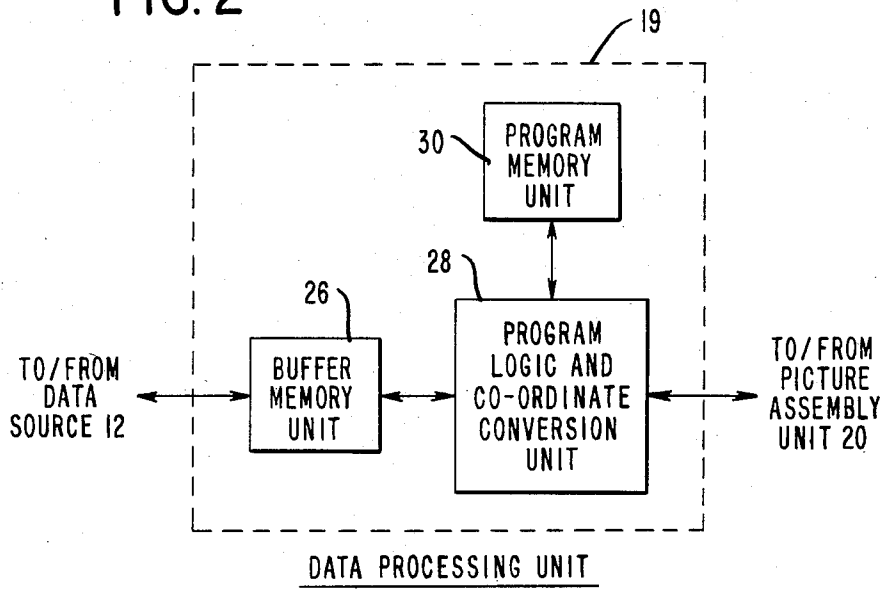 FIG. 2
19
30
PROGRAM
MEMORY
UNIT
28
26
TO/FROM
DATA
SOURCE 12
BUFFER
MEMORY
UNIT
PROGRAM
LOGIC AND
CO-ORDINATE
CONVERSION
UNIT
TO/FROM
PICTURE
ASSEMBLY
UNIT 20
DATA PROCESSING UNIT